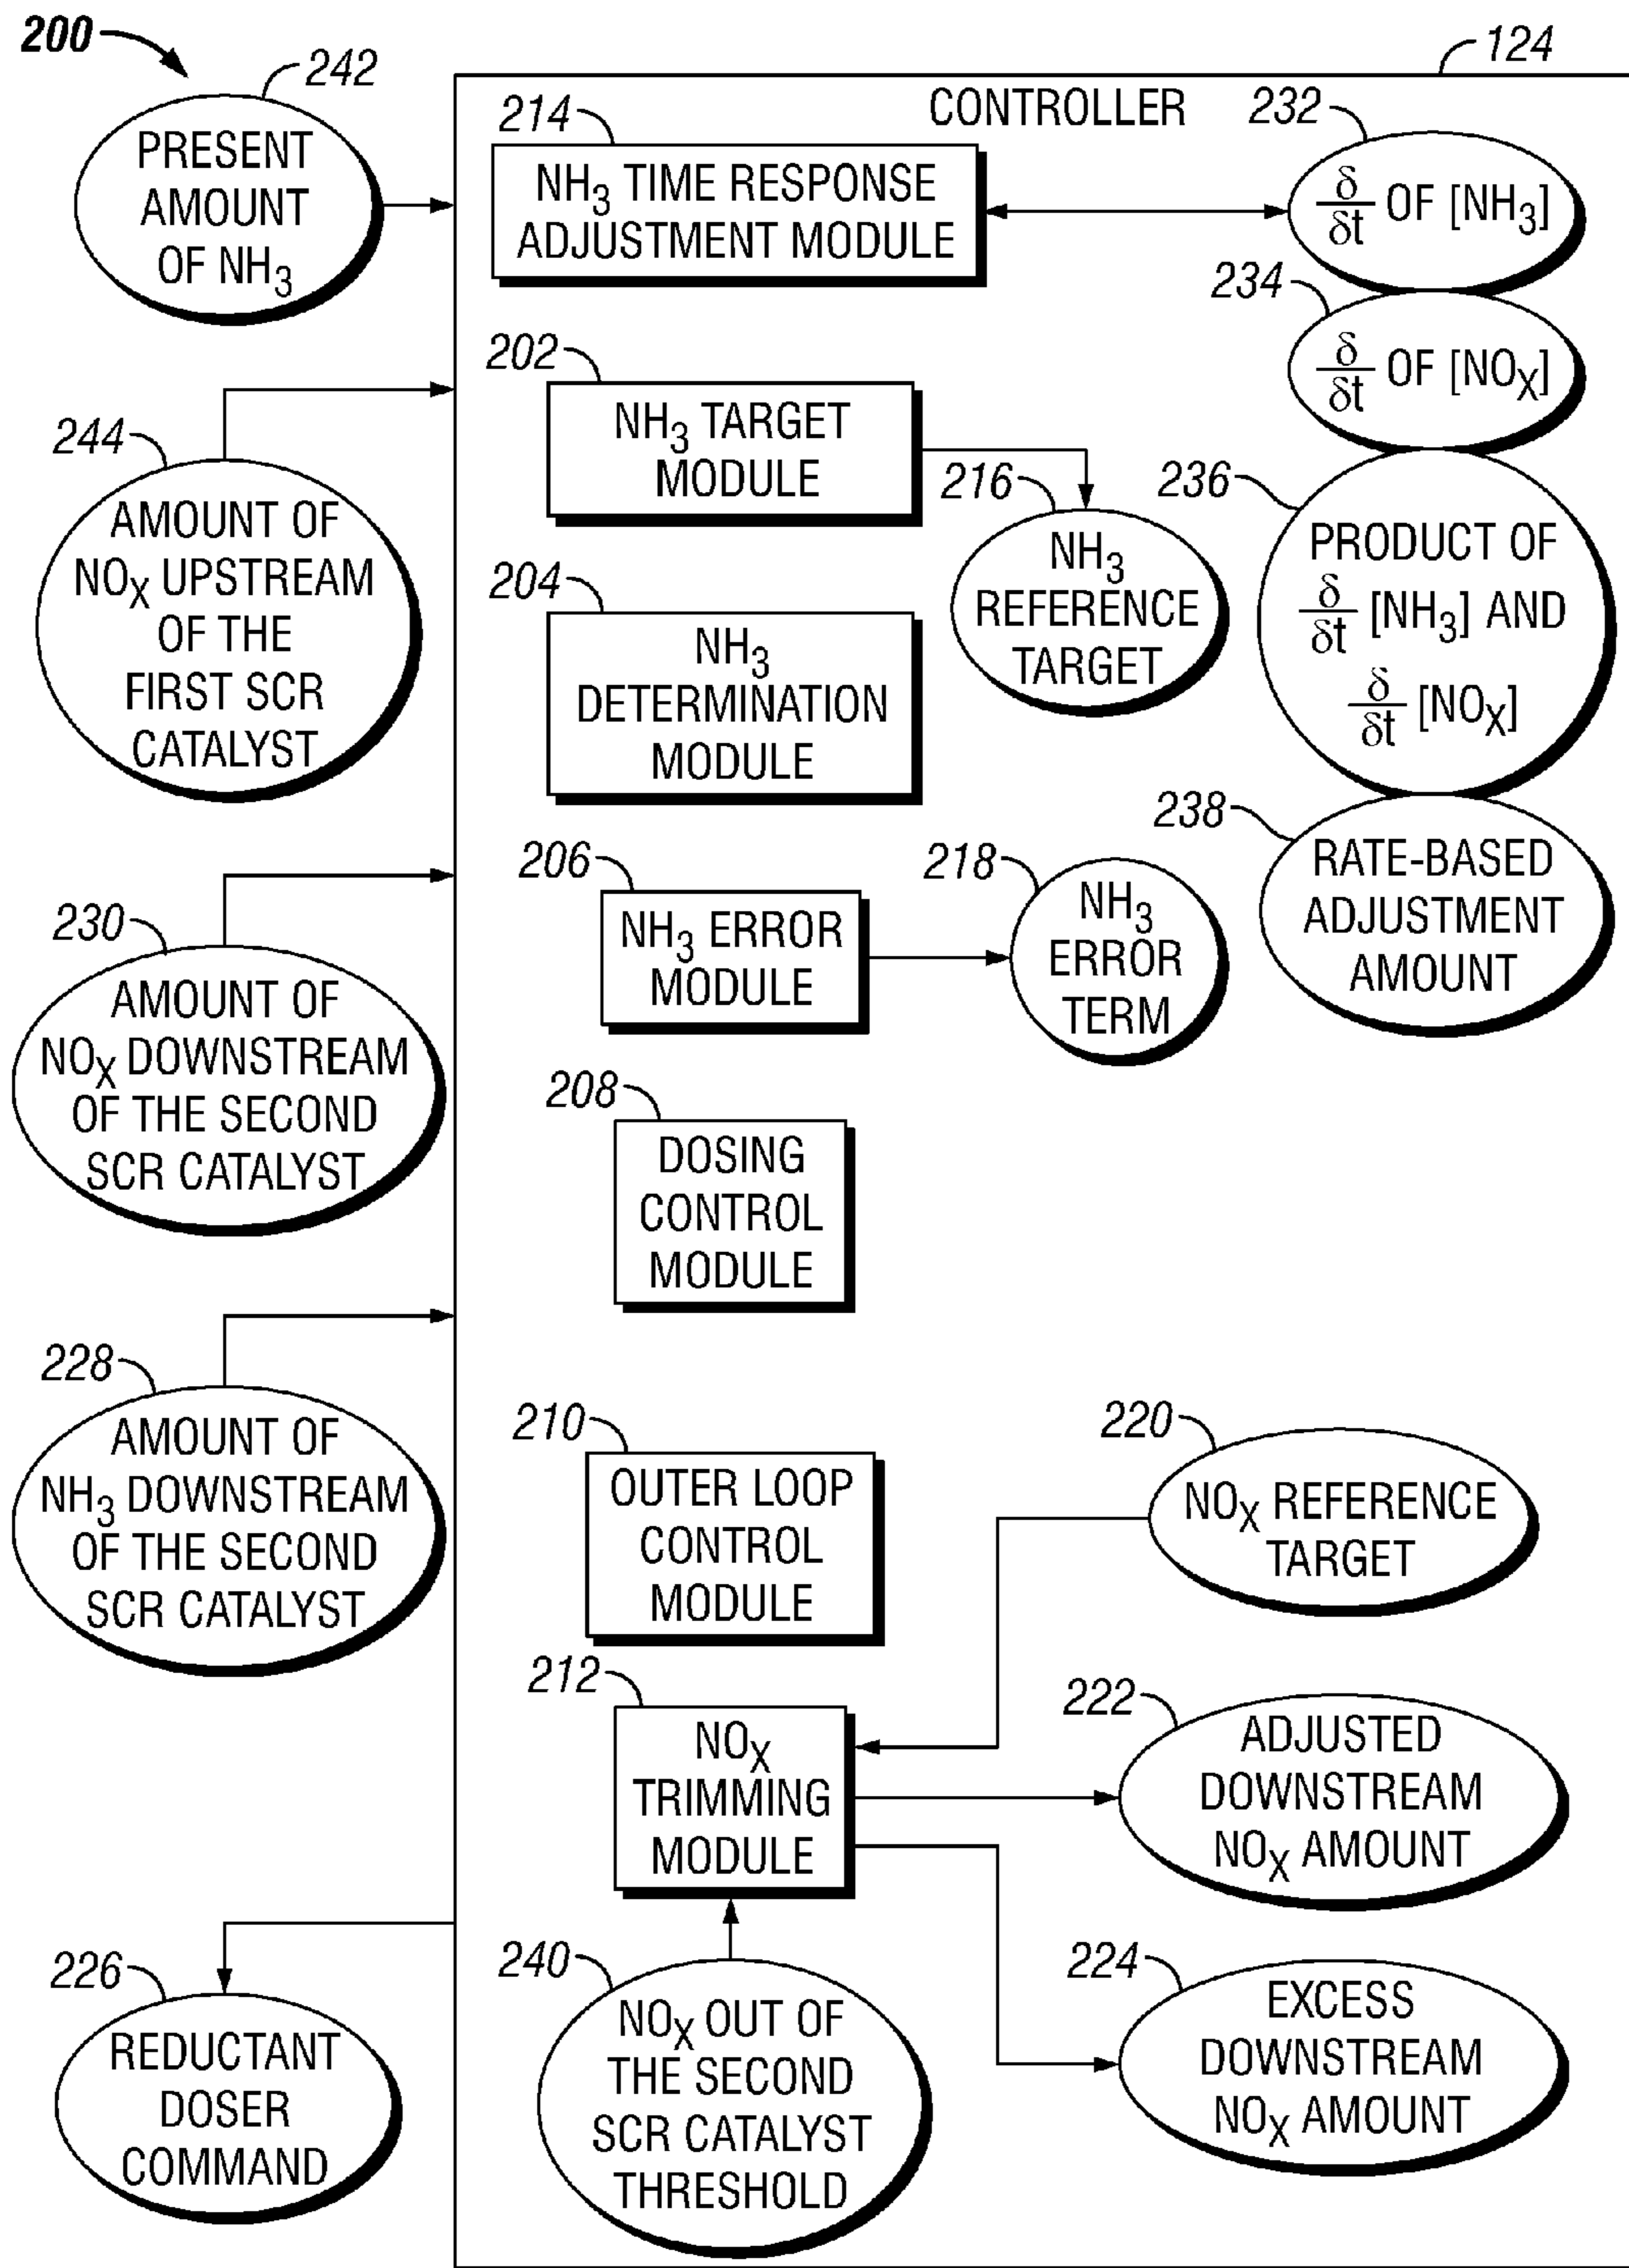 200
242
PRESENT
AMOUNT
OF NH3
244
AMOUNT OF
NOX UPSTREAM
OF THE
FIRST SCR
CATALYST
230
AMOUNT OF
NOX DOWNSTREAM
OF THE SECOND
SCR CATALYST
228
AMOUNT OF
NH3 DOWNSTREAM
OF THE SECOND
SCR CATALYST
226
REDUCTANT
DOSER
COMMAND
124
CONTROLLER
214
NH3 TIME RESPONSE
ADJUSTMENT MODULE
202
NH3 TARGET
MODULE
216
NH3
REFERENCE
TARGET
204
NH3
DETERMINATION
MODULE
206
NH3 ERROR
MODULE
218
NH3
ERROR
TERM
208
DOSING
CONTROL
MODULE
210
OUTER LOOP
CONTROL
MODULE
212
NOX
TRIMMING
MODULE
240
NOX OUT OF
THE SECOND
SCR CATALYST
THRESHOLD
232
δ/δt OF [NH3]
234
δ/δt OF [NOX]
236
PRODUCT OF
δ/δt [NH3] AND
δ/δt [NOX]
238
RATE-BASED
ADJUSTMENT
AMOUNT
220
NOX REFERENCE
TARGET
222
ADJUSTED
DOWNSTREAM
NOX AMOUNT
224
EXCESS
DOWNSTREAM
NOX AMOUNT